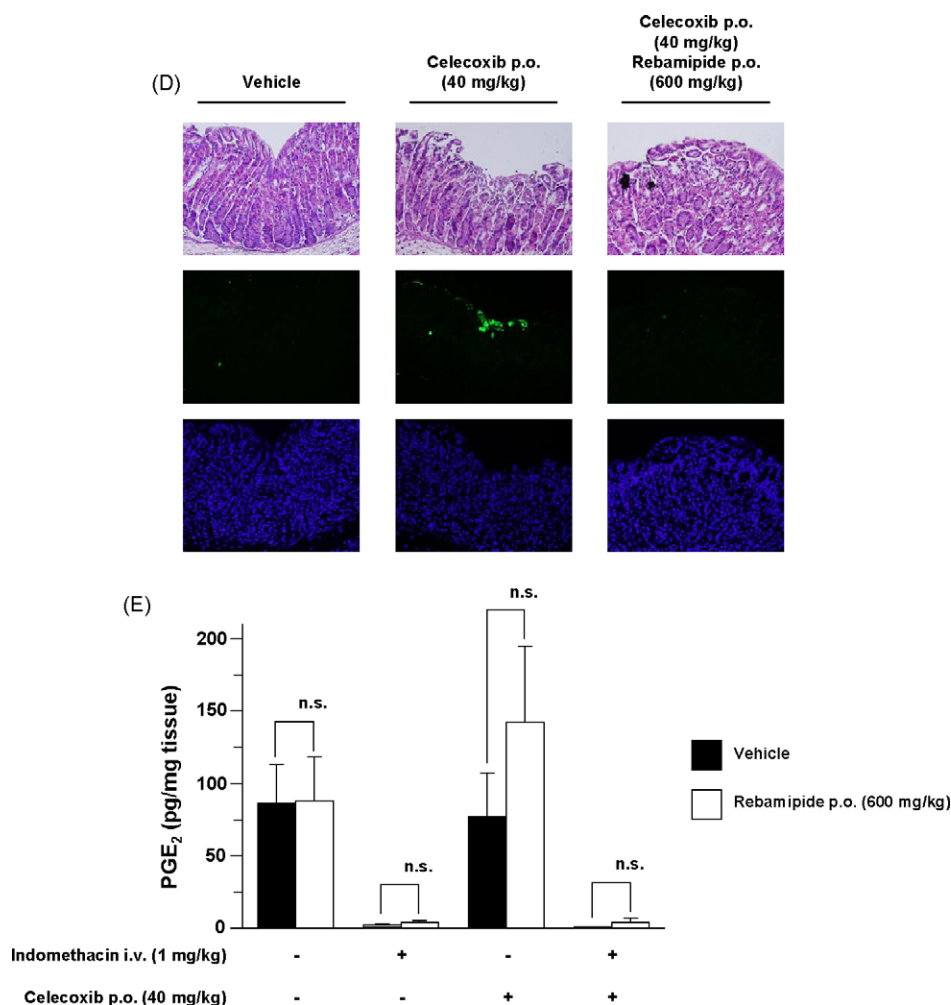 (D)
Vehicle
Celecoxib p.o.
(40 mg/kg)
Celecoxib p.o.
(40 mg/kg)
Rebamipide p.o.
(600 mg/kg)
(E)
PGE2 (pg/mg tissue)
200
150
100
50
0
n.s.
n.s.
n.s.
n.s.
Vehicle
Rebamipide p.o. (600 mg/kg)
Indomethacin i.v. (1 mg/kg) - + - +
Celecoxib p.o. (40 mg/kg) - - + +